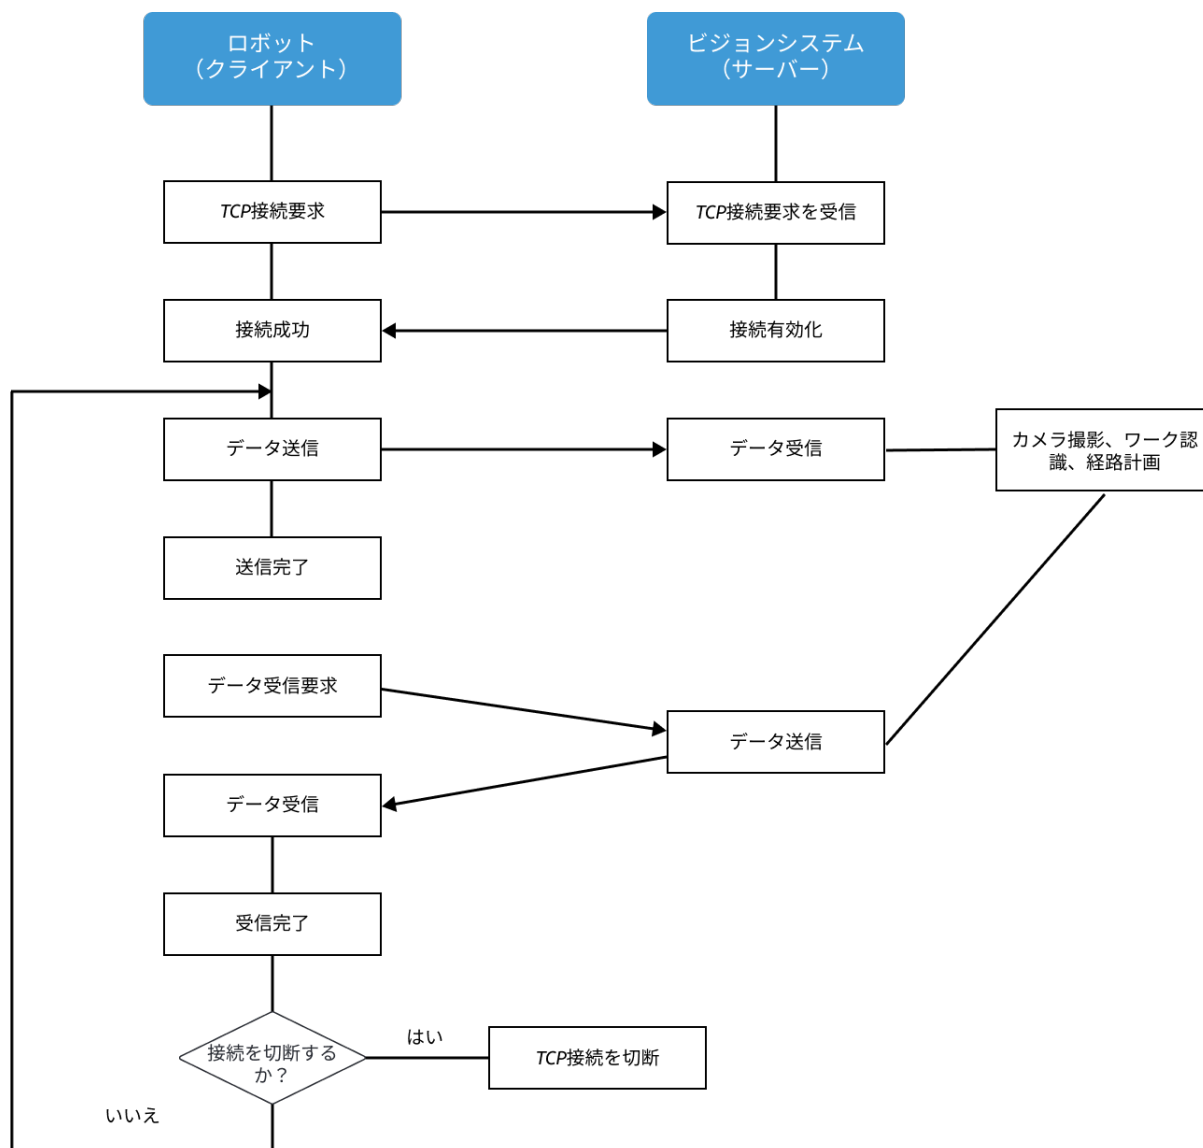 ロボット
（クライアント）
ビジョンシステム
（サーバー）
TCP接続要求
TCP接続要求を受信
接続成功
接続有効化
データ送信
データ受信
カメラ撮影、ワーク認
識、経路計画
送信完了
データ受信要求
データ送信
データ受信
受信完了
接続を切断する
か？
はい
TCP接続を切断
いいえ